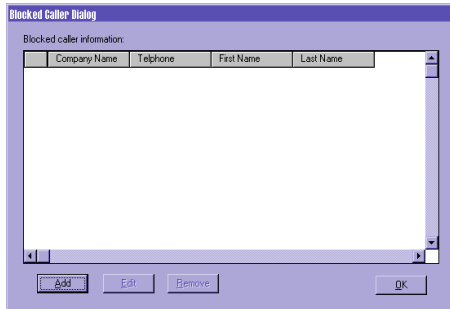 Blocked Caller Dialog
Blocked caller information:
Company Name Telphone First Name Last Name
Add Edit Remove OK